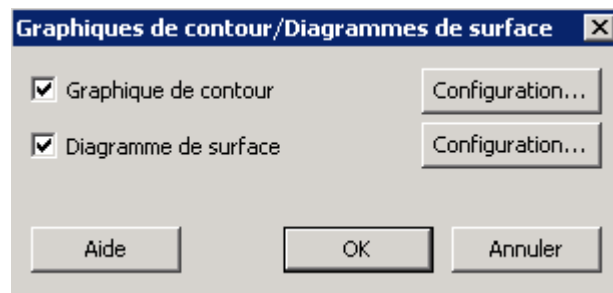 Graphiques de contour/Diagrammes de surface
Graphique de contour
Configuration...
Diagramme de surface
Configuration...
Aide
OK
Annuler